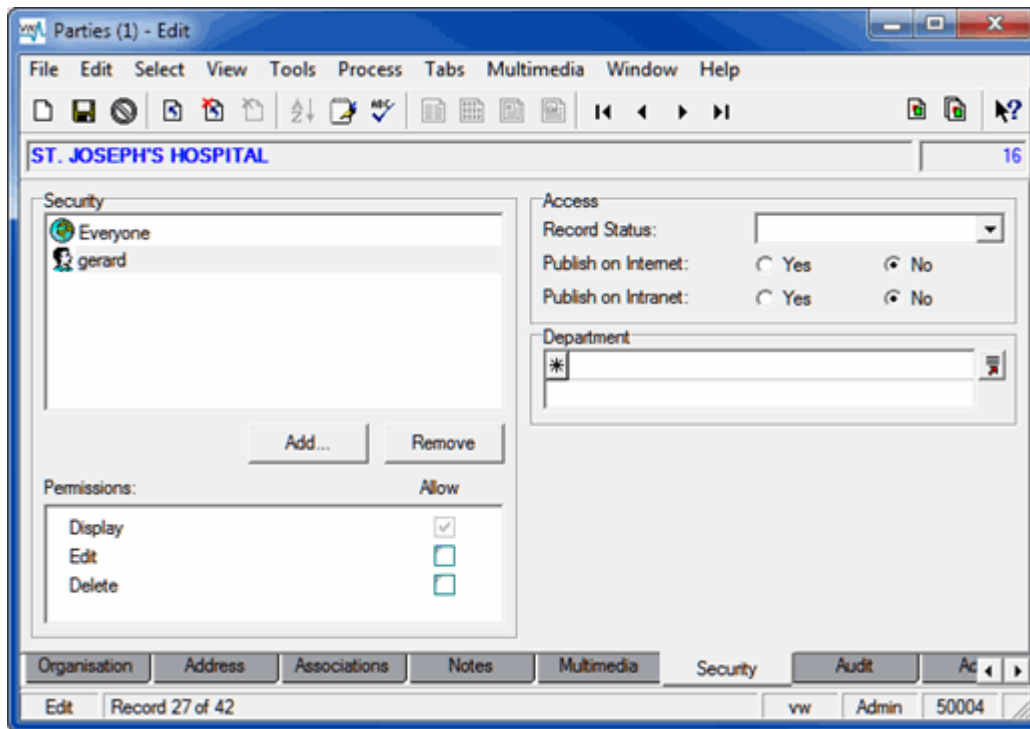 Parties (1) - Edit
File Edit Select View Tools Process Tabs Multimedia Window Help
ABC
ST. JOSEPH'S HOSPITAL 16
Security
Everyone
gerard
Add... Remove
Permissions: Allow
Display
Edit
Delete
Access
Record Status:
Publish on Internet: Yes No
Publish on Intranet: Yes No
Department
Organisation Address Associations Notes Multimedia Security Audit Ac
Edit Record 27 of 42 vw Admin 50004